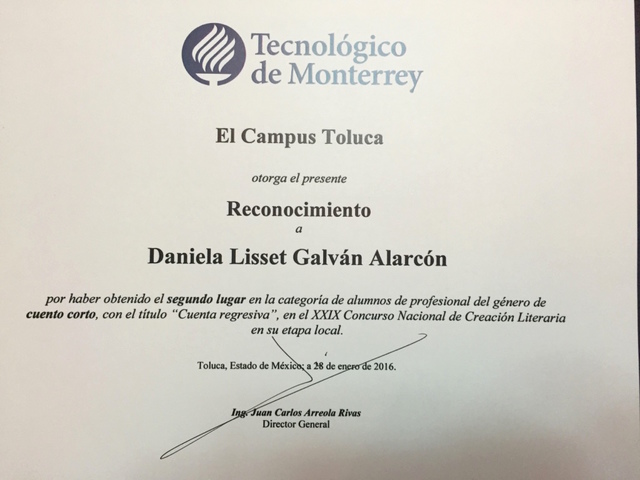 Tecnológico
de Monterrey
El Campus Toluca
otorga el presente
Reconocimiento
a
Daniela Lisset Galván Alarcón
por haber obtenido el segundo lugar en la categoría de alumnos de profesional del género de
cuento corto, con el título “Cuenta regresiva”, en el XXIX Concurso Nacional de Creación Literaria
en su etapa local.
Toluca, Estado de México; a 28 de enero de 2016.
Ing. Juan Carlos Arreola Rivas
Director General